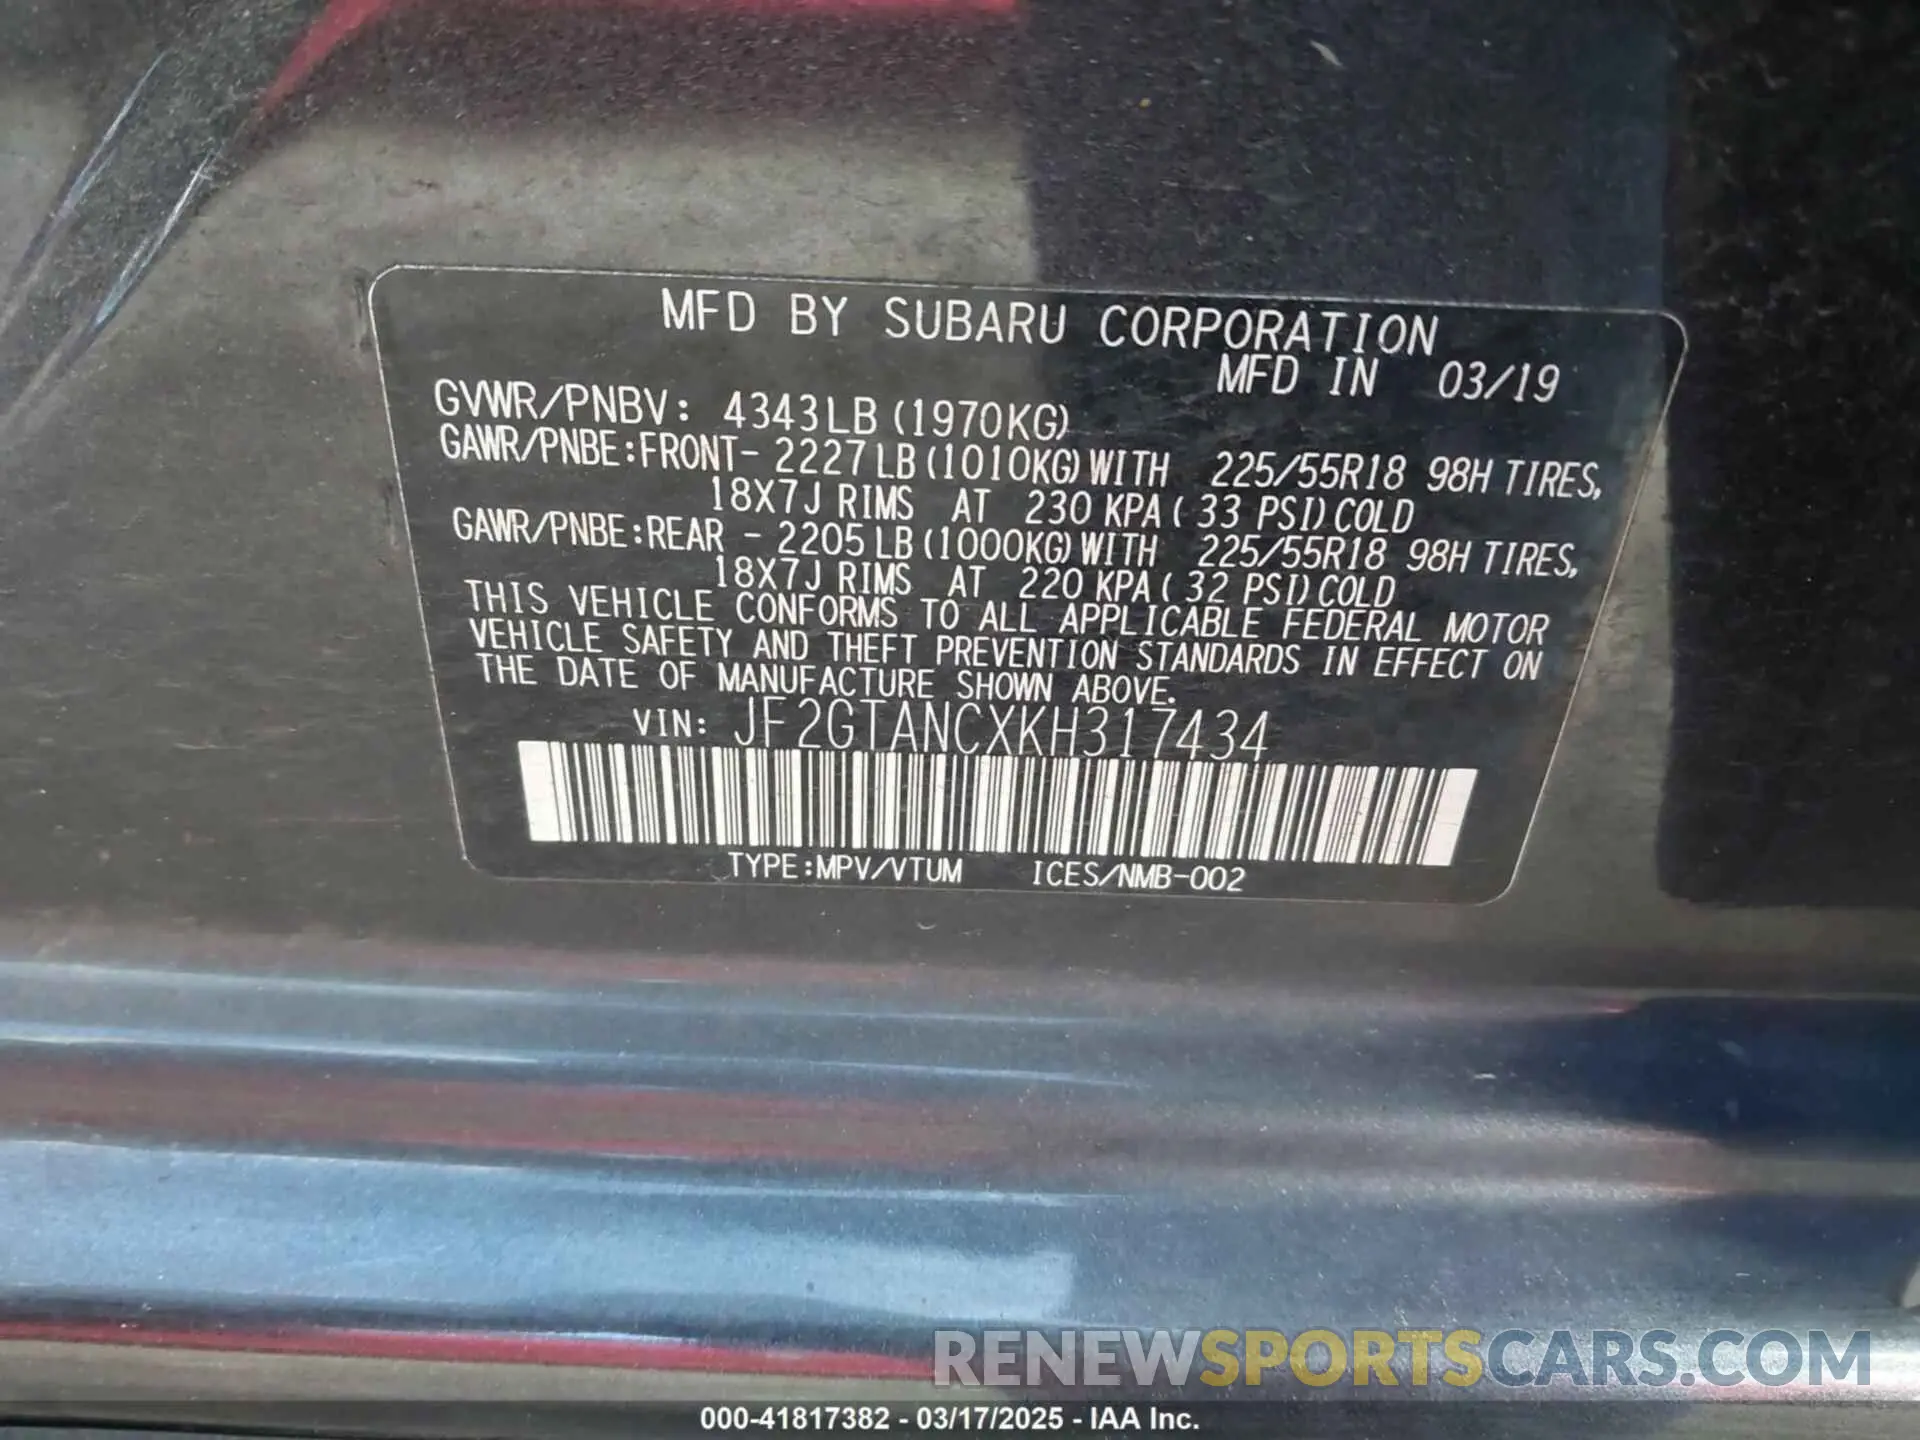 MFD BY SUBARU CORPORATION
MFD IN 03/19
GVWR/PNBV: 4343LB (1970KG)
GAWR/PNBE:FRONT- 2227LB (1010KG) WITH 225/55R18 98H TIRES,
18X7J RIMS AT 230 KPA ( 33 PSI) COLD
GAWR/PNBE:REAR - 2205LB (1000KG) WITH 225/55R18 98H TIRES,
18X7J RIMS AT 220 KPA ( 32 PSI) COLD
THIS VEHICLE CONFORMS TO ALL APPLICABLE FEDERAL MOTOR
VEHICLE SAFETY AND THEFT PREVENTION STANDARDS IN EFFECT ON
THE DATE OF MANUFACTURE SHOWN ABOVE.
VIN: JF2GTANCXKH317434
TYPE:MPV/VTUM ICES/NMB-002
RENEWSPORTSCARS.COM
000-41817382 - 03/17/2025 - IAA Inc.